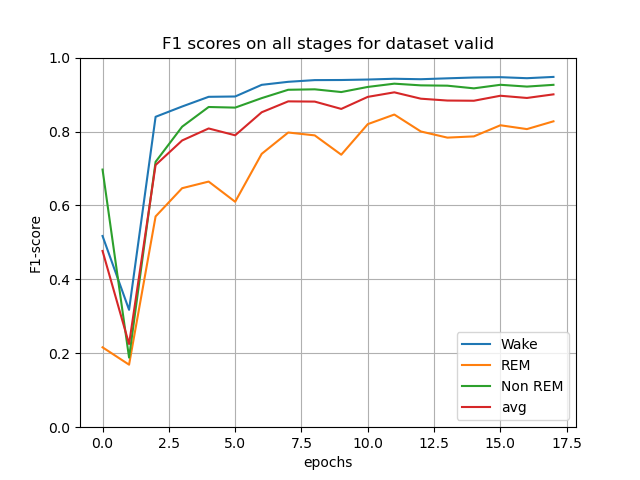 F1 scores on all stages for dataset valid
1.0
0.8
0.6
0.4
0.2
0.0
F1-score
0.0 2.5 5.0 7.5 10.0 12.5 15.0 17.5
epochs
Wake
REM
Non REM
avg